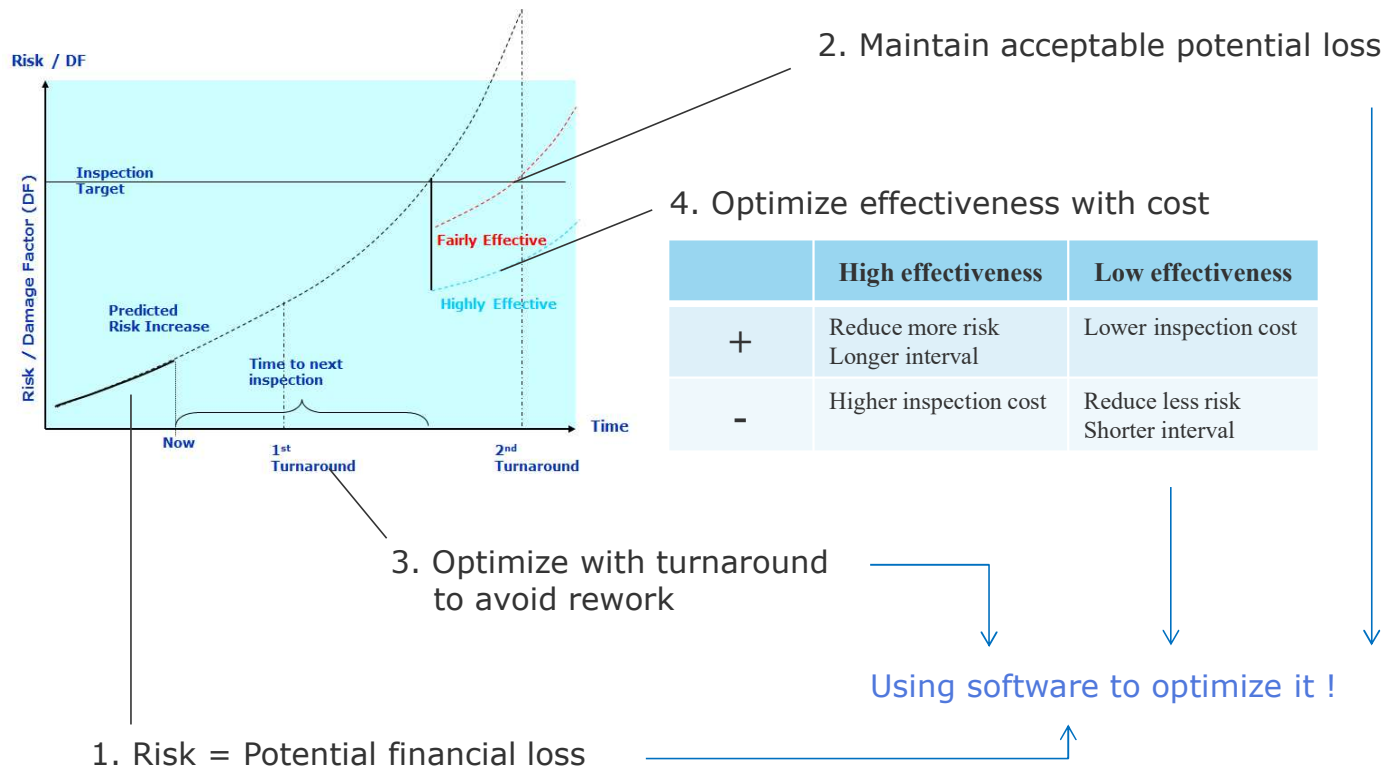 2. Maintain acceptable potential loss
Risk / DF
Inspection
Target
Risk / Damage Factor (DF)
4. Optimize effectiveness with cost
Fairly Effective
Highly Effective
Predicted
Risk Increase
Time to next
inspection
Time
Now
1st
Turnaround
2nd
Turnaround
High effectiveness Low effectiveness
+ Reduce more risk Lower inspection cost
Longer interval
- Higher inspection cost Reduce less risk
Shorter interval
3. Optimize with turnaround
to avoid rework
Using software to optimize it !
1. Risk = Potential financial loss